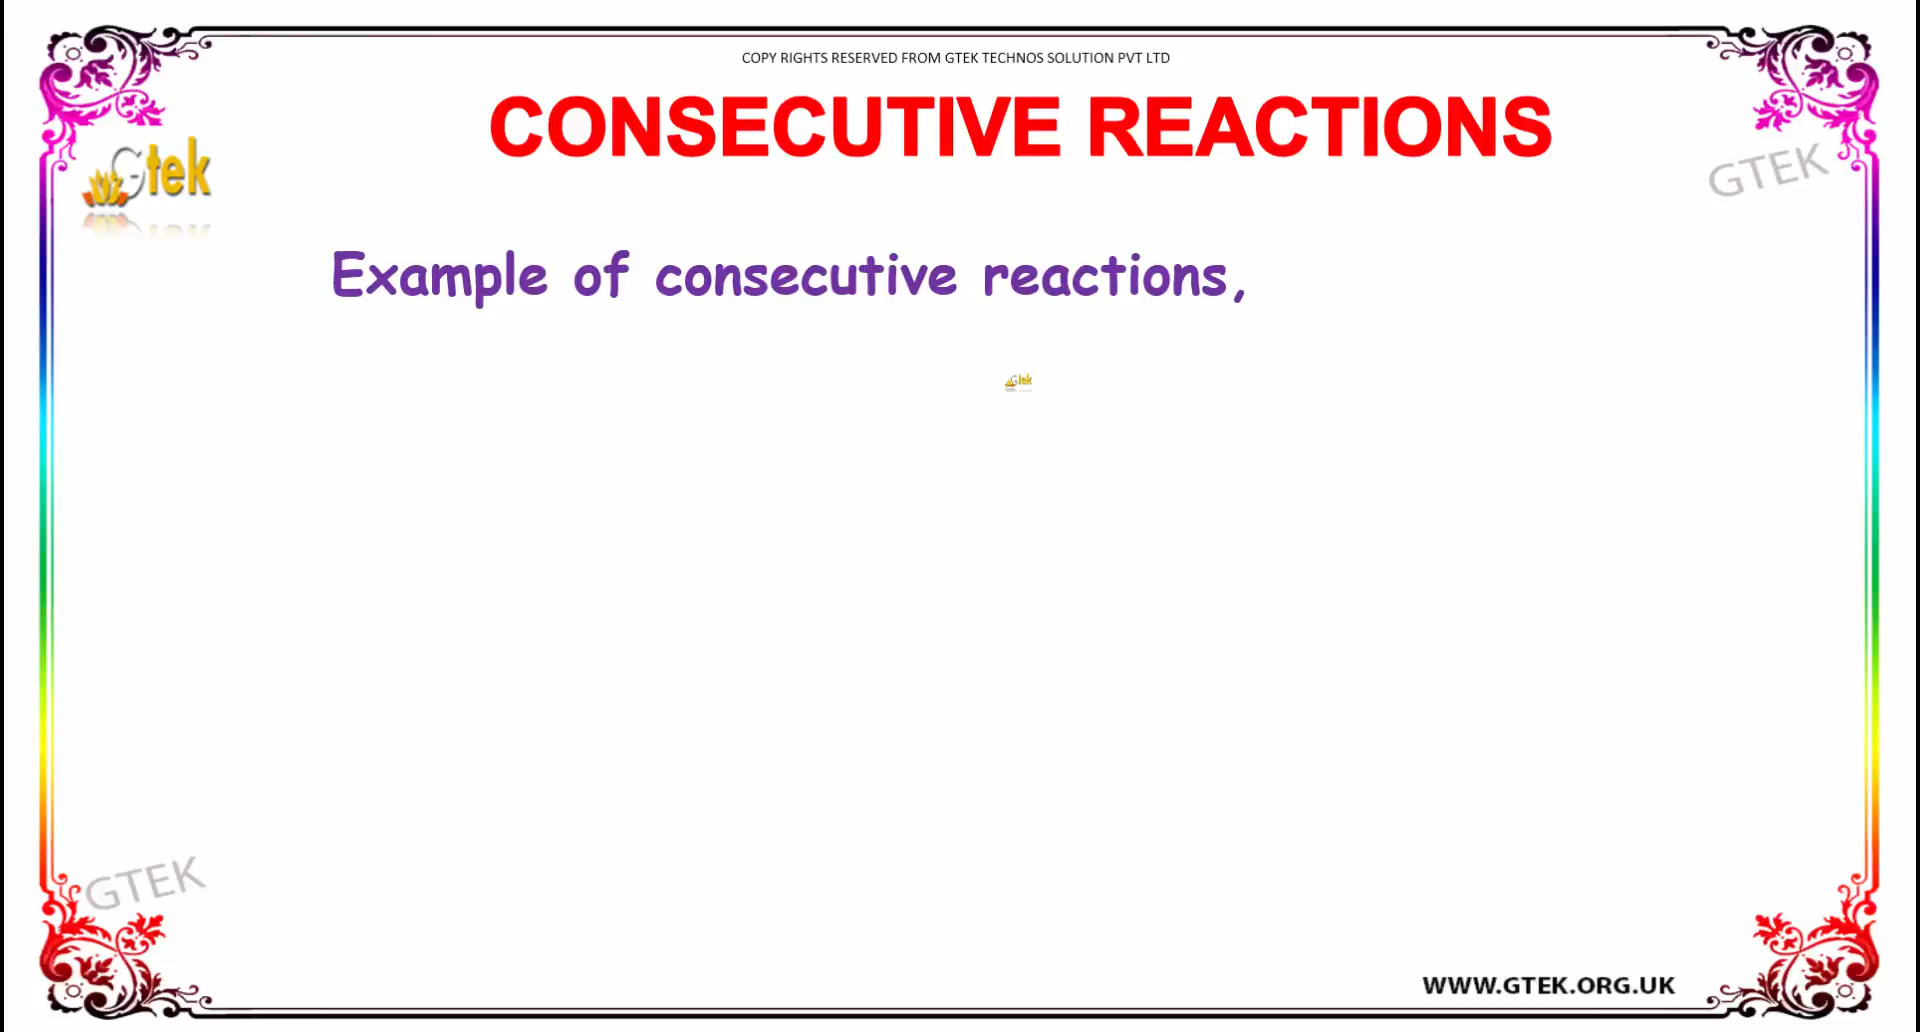 COPY RIGHTS RESERVED FROM GTEK TECHNOS SOLUTION PVT LTD
CONSECUTIVE REACTIONS
Gtek
GTEK
Example of consecutive reactions,
Gtek
GTEK
WWW.GTEK.ORG.UK